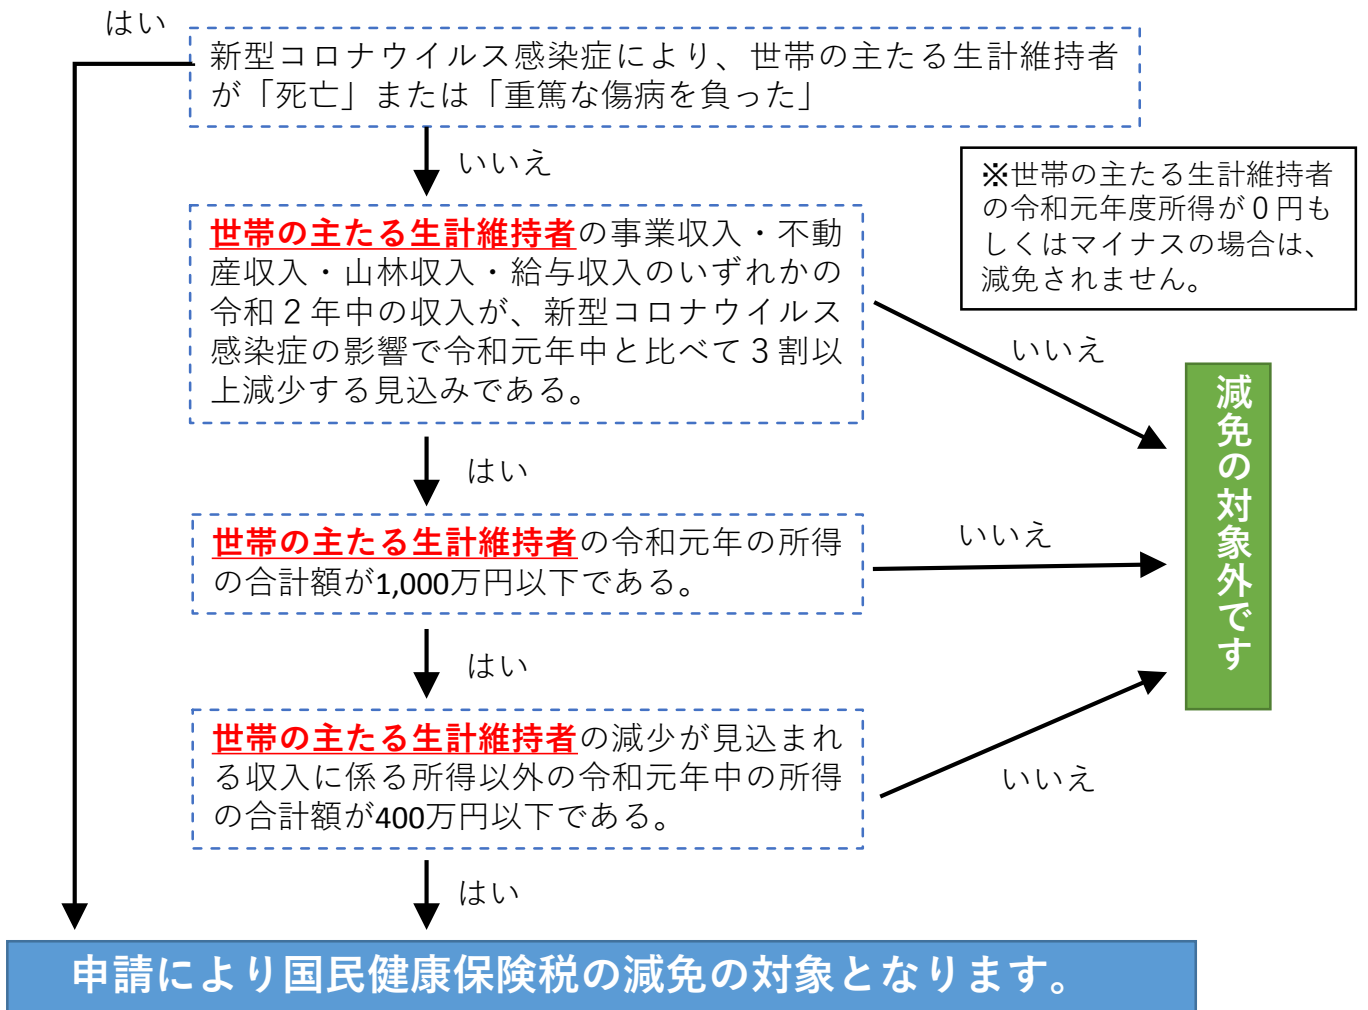 はい
新型コロナウイルス感染症により、世帯の主たる生計維持者
が「死亡」または「重篤な傷病を負った」
いいえ
※世帯の主たる生計維持者
の令和元年度所得が０円も
しくはマイナスの場合は、
減免されません。
世帯の主たる生計維持者の事業収入・不動
産収入・山林収入・給与収入のいずれかの
令和２年中の収入が、新型コロナウイルス
感染症の影響で令和元年中と比べて３割以
上減少する見込みである。
いいえ
はい
世帯の主たる生計維持者の令和元年の所得
の合計額が1,000万円以下である。
いいえ
減免の対象外です
はい
世帯の主たる生計維持者の減少が見込まれ
る収入に係る所得以外の令和元年中の所得
の合計額が400万円以下である。
いいえ
はい
申請により国民健康保険税の減免の対象となります。